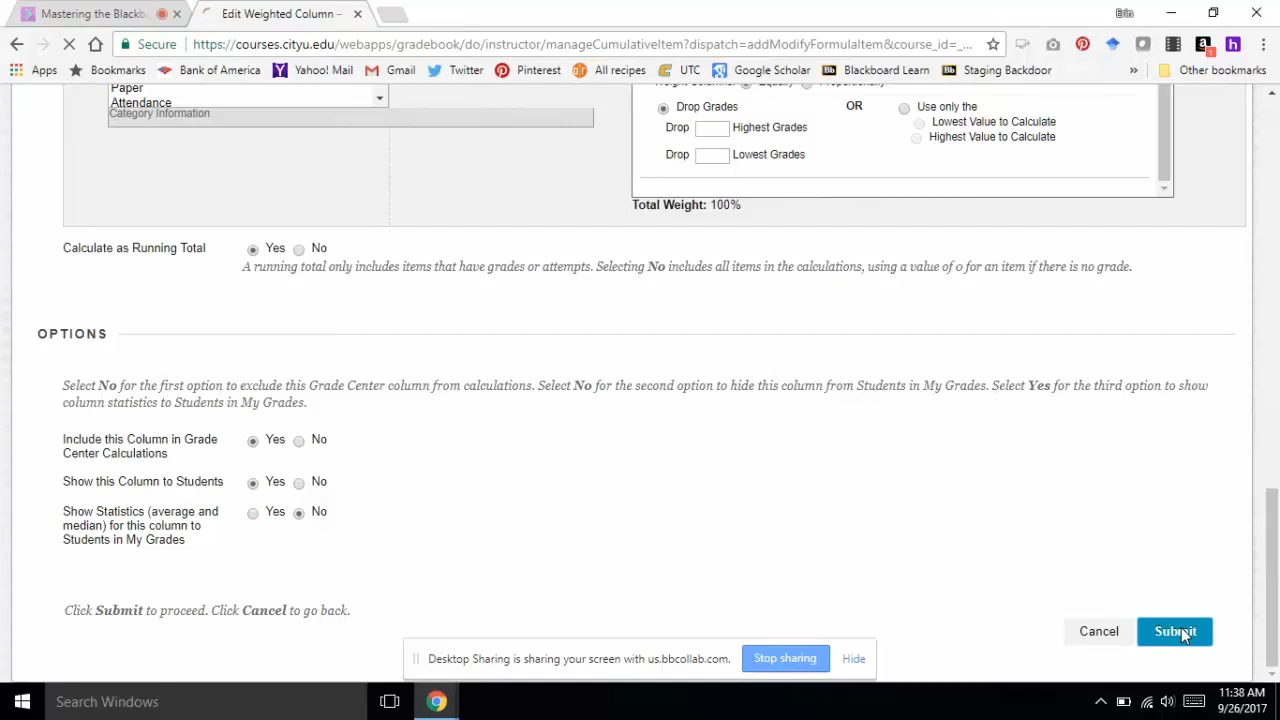 Mastering the Blackb
Edit Weighted Column –
Erin
Secure
https://courses.cityu.edu/webapps/gradebook/do/instructor/manageCumulativeItem?dispatch=addModifyFormulaItem&course_id=_...
Apps
Bookmarks
Bank of America
Yahoo! Mail
Gmail
Twitter
Pinterest
All recipes
UTC
Google Scholar
Bb Blackboard Learn
Bb Staging Backdoor
»
Other bookmarks
Paper
Attendance
Category Information
Weight Columns: Equally Proportionally
Drop Grades
OR
Use only the
Drop Highest Grades
Lowest Value to Calculate
Highest Value to Calculate
Drop Lowest Grades
Total Weight: 100%
Calculate as Running Total
Yes No
A running total only includes items that have grades or attempts. Selecting No includes all items in the calculations, using a value of 0 for an item if there is no grade.
OPTIONS
Select No for the first option to exclude this Grade Center column from calculations. Select No for the second option to hide this column from Students in My Grades. Select Yes for the third option to show
column statistics to Students in My Grades.
Include this Column in Grade
Center Calculations
Yes No
Show this Column to Students
Yes No
Show Statistics (average and
median) for this column to
Students in My Grades
Yes No
Click Submit to proceed. Click Cancel to go back.
Cancel
Submit
Desktop Sharing is sharing your screen with us.bbcollab.com.
Stop sharing
Hide
Search Windows
11:38 AM
9/26/2017